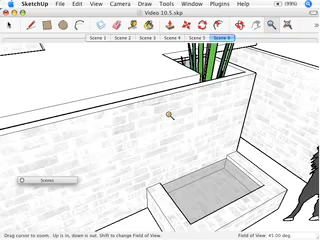 SketchUp File Edit View Camera Draw Tools Window Plugins Help (99%)
Video 10.5.skp
Scene 1 Scene 2 Scene 3 Scene 4 Scene 5 Scene 6
Scenes
Drag cursor to zoom. Up is in, down is out. Shift to change Field of View. Field of View 45.00 deg